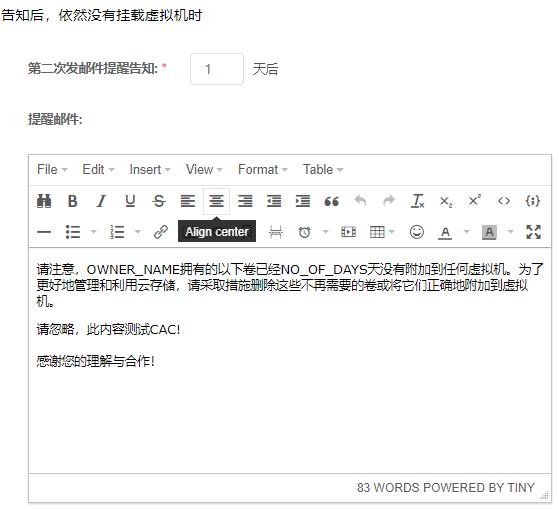 告知后，依然没有挂载虚拟机时
第二次发邮件提醒告知: * 1 天后
提醒邮件:
File Edit Insert View Format Table
Align center
请注意，OWNER_NAME拥有的以下卷已经NO_OF_DAYS天没有附加到任何虚拟机。为了
更好地管理和利用云存储，请采取措施删除这些不再需要的卷或将它们正确地附加到虚拟
机。
请忽略，此内容测试CAC!
感谢您的理解与合作!
83 WORDS POWERED BY TINY